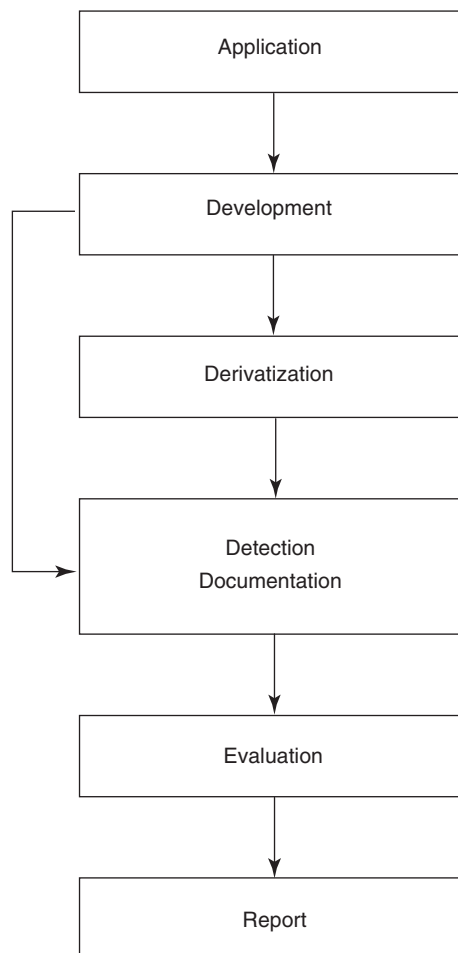 Application
Development
Derivatization
Detection
Documentation
Evaluation
Report